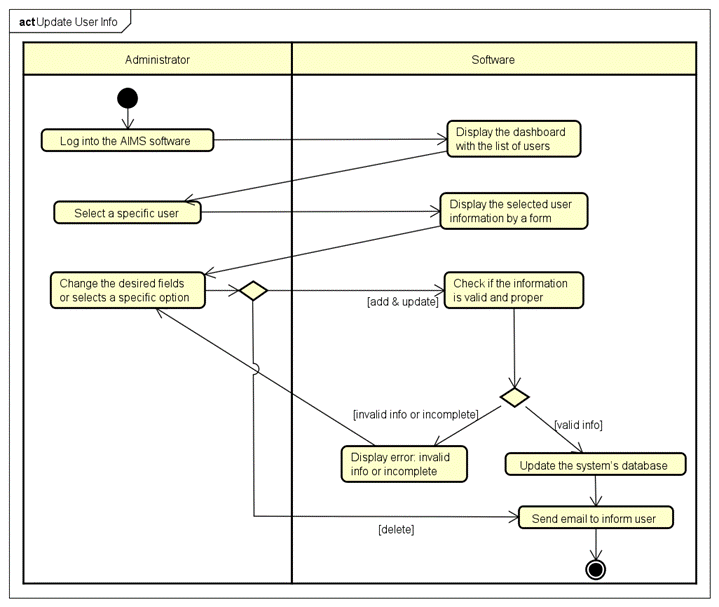 act Update User Info
Administrator
Software
Log into the AIMS software
Display the dashboard
with the list of users
Select a specific user
Display the selected user
information by a form
Change the desired fields
or selects a specific option
[add & update]
Check if the information
is valid and proper
[invalid info or incomplete]
[valid info]
Display error: invalid
info or incomplete
Update the system's database
Send email to inform user
[delete]